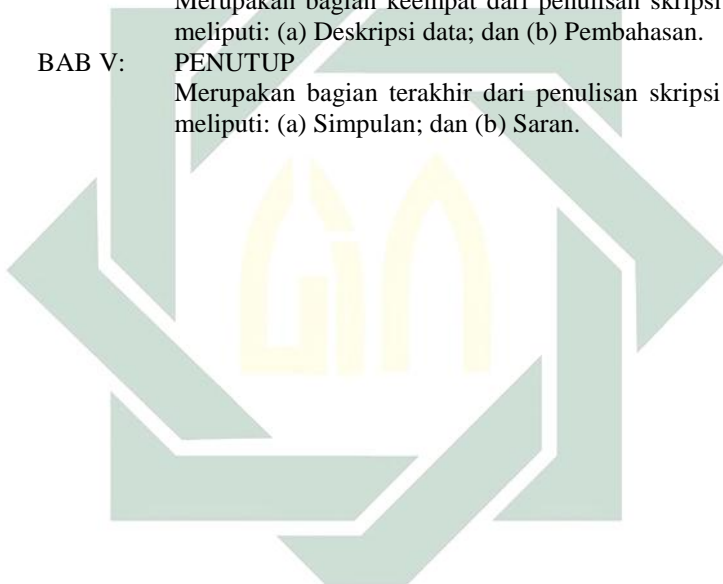 Merupakan bagian keempat dari penulisan skripsi
meliputi: (a) Deskripsi data; dan (b) Pembahasan.
BAB V: PENUTUP
Merupakan bagian terakhir dari penulisan skripsi
meliputi: (a) Simpulan; dan (b) Saran.